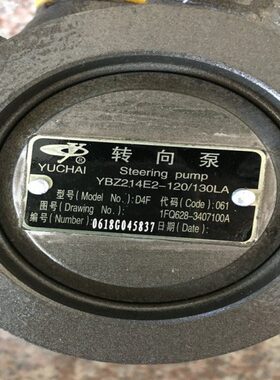 转向泵
YUCHAI ®
Steering pump
YBZ214E2-120/130LA
型号(Model No.): D4F 代码(Code): 061
图号(Drawing No.): 1FQ628-3407100A
编号(Number): 0618G045837 日期(Date):